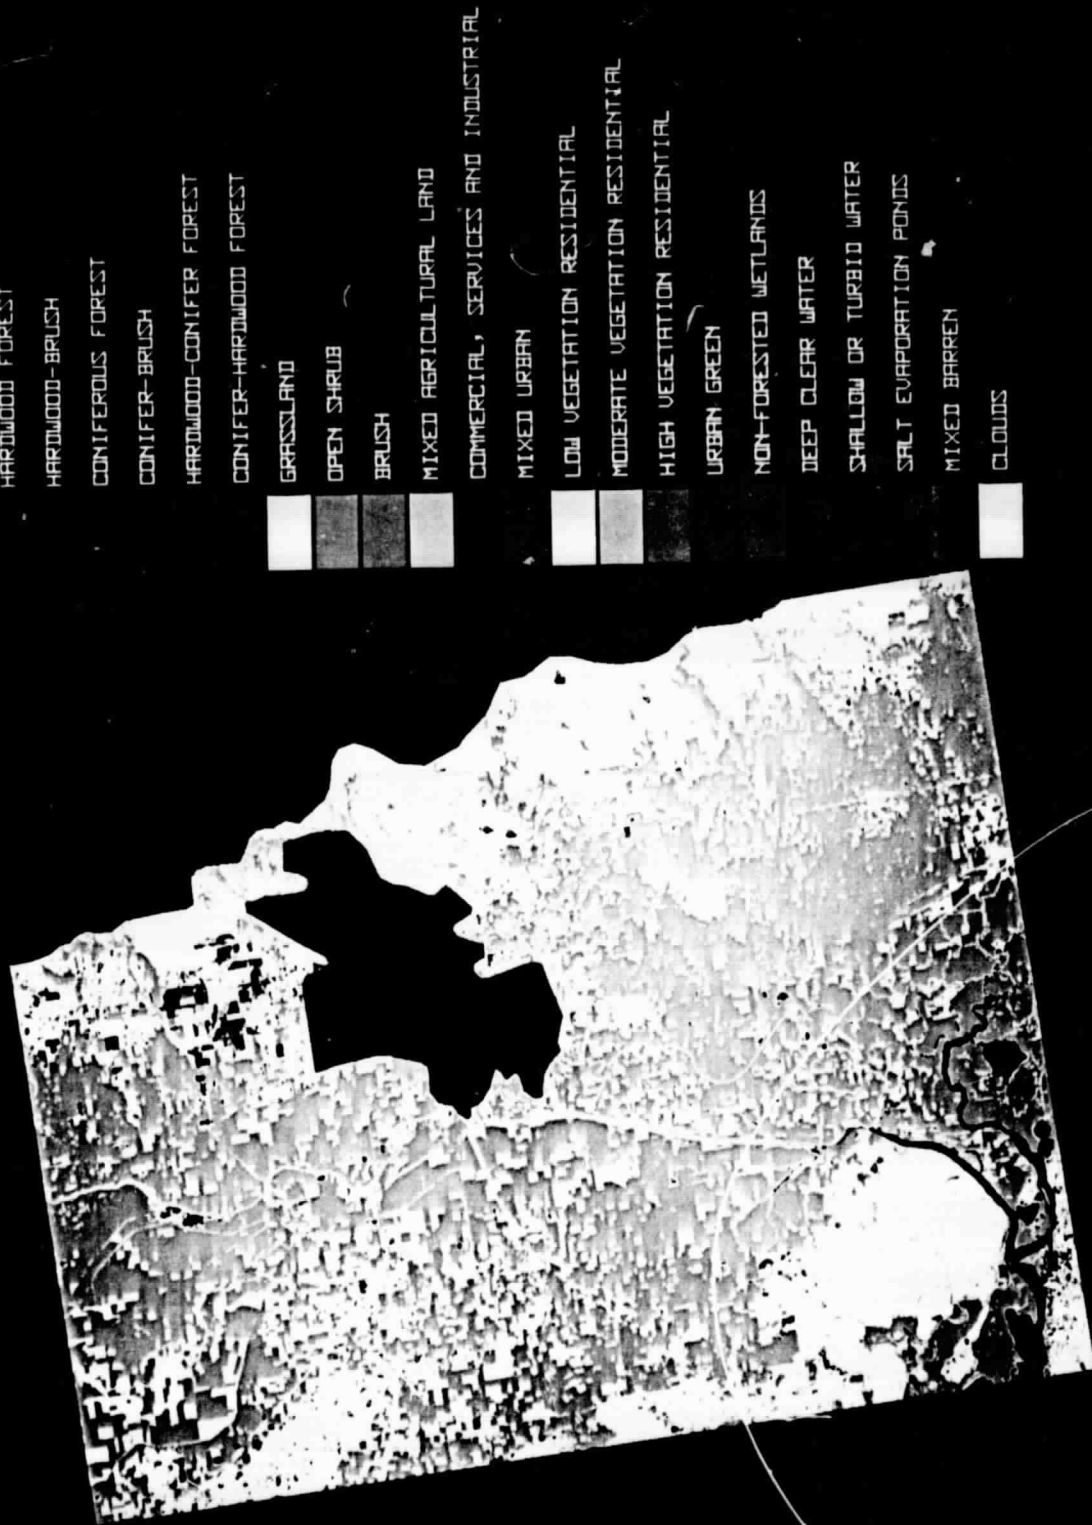 HARDWOOD FOREST
HARDWOOD-BRUSH
CONIFEROUS FOREST
CONIFER-BRUSH
HARDWOOD-CONIFER FOREST
CONIFER-HARDWOOD FOREST
GRASSLAND
OPEN SHRUB
BRUSH
MIXED AGRICULTURAL LAND
COMMERCIAL, SERVICES AND INDUSTRIAL
MIXED URBAN
LOW VEGETATION RESIDENTIAL
MODERATE VEGETATION RESIDENTIAL
HIGH VEGETATION RESIDENTIAL
URBAN GREEN
NON-FORESTED WETLANDS
DEEP CLEAR WATER
SHALLOW OR TURBID WATER
SALT EVAPORATION PONDS
MIXED BARREN
CLOUDS